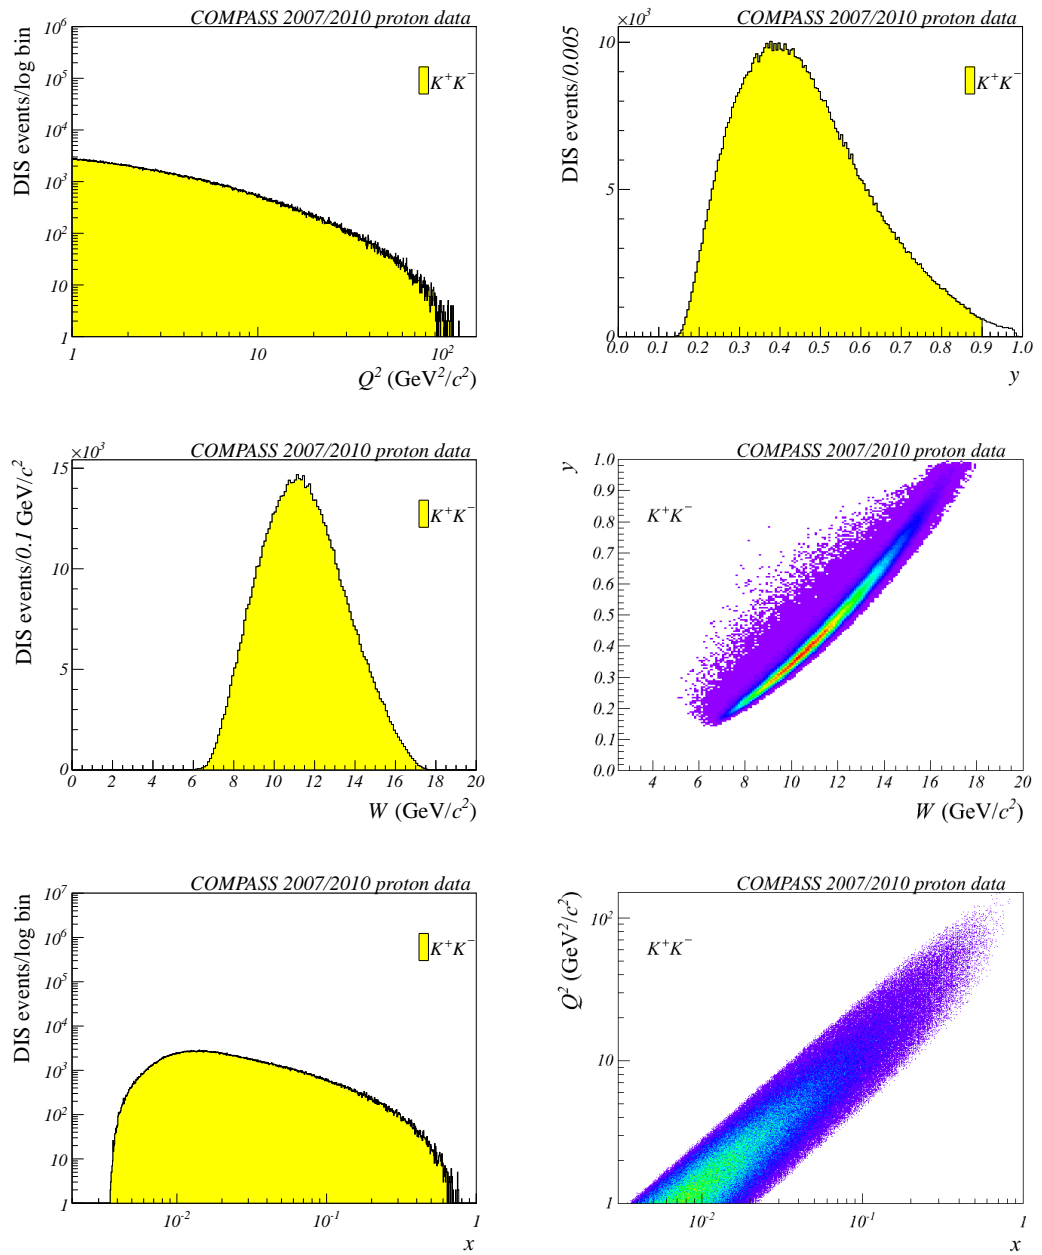 COMPASS 2007/2010 proton data
DIS events/log bin
10^6
10^5
10^4
10^3
10^2
10
1
K^+K^−
1 10 10^2
Q^2 (GeV^2/c^2)
COMPASS 2007/2010 proton data
×10^3
DIS events/0.005
10
5
0
K^+K^−
0.0 0.1 0.2 0.3 0.4 0.5 0.6 0.7 0.8 0.9 1.0
y
COMPASS 2007/2010 proton data
×10^3
DIS events/0.1 GeV/c^2
15
10
5
0
K^+K^−
0 2 4 6 8 10 12 14 16 18 20
W (GeV/c^2)
COMPASS 2007/2010 proton data
y
1.0
0.9
0.8
0.7
0.6
0.5
0.4
0.3
0.2
0.1
0.0
K^+K^−
4 6 8 10 12 14 16 18 20
W (GeV/c^2)
COMPASS 2007/2010 proton data
DIS events/log bin
10^7
10^6
10^5
10^4
10^3
10^2
10
1
K^+K^−
10^-2 10^-1 1
x
COMPASS 2007/2010 proton data
Q^2 (GeV^2/c^2)
10^2
10
1
K^+K^−
10^-2 10^-1 1
x